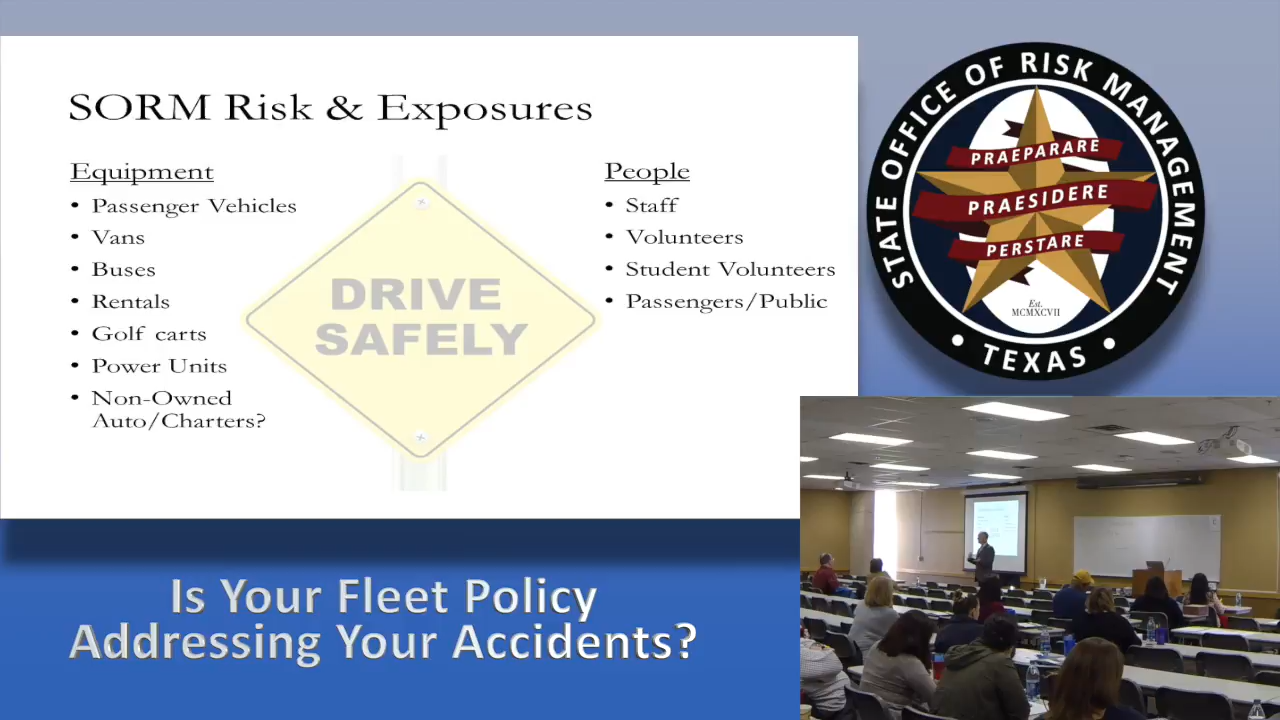 SORM Risk & Exposures
Equipment
• Passenger Vehicles
• Vans
• Buses
• Rentals
• Golf carts
• Power Units
• Non-Owned
Auto/Charters?
DRIVE
SAFELY
People
• Staff
• Volunteers
• Student Volunteers
• Passengers/Public
STATE OFFICE OF RISK MANAGEMENT
PRAEPARARE
PRAESIDERE
PERSTARE
Est.
MCMXCVII
• TEXAS •
Is Your Fleet Policy
Addressing Your Accidents?